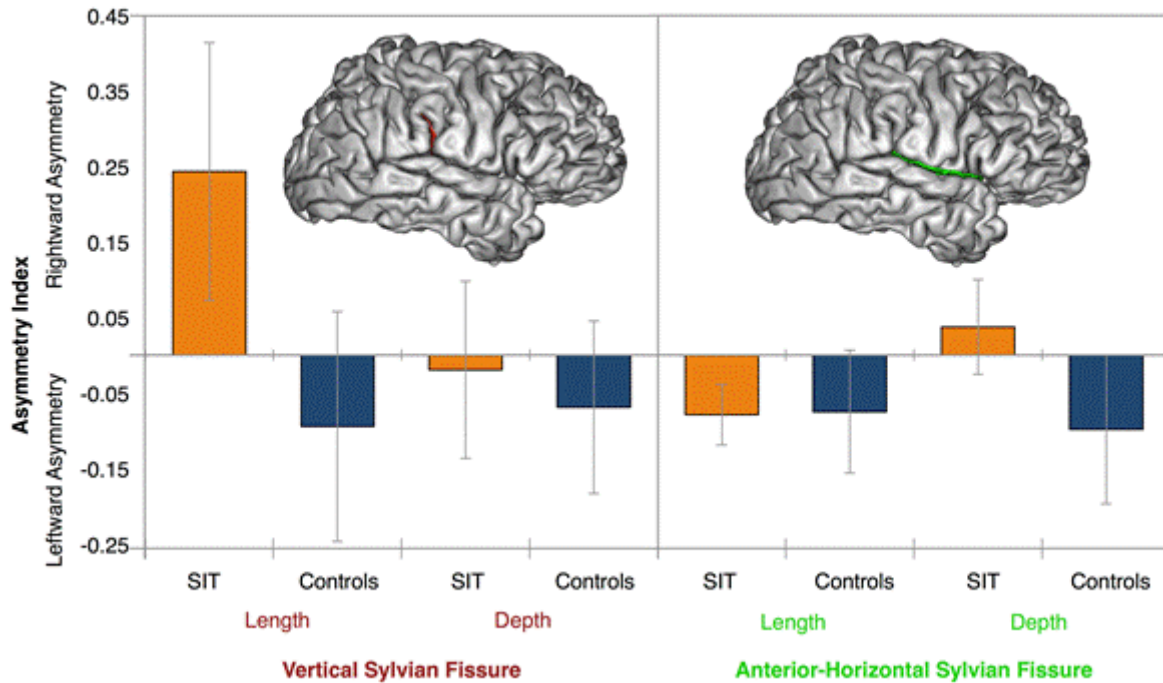 0.45
0.35
0.25
0.15
0.05
-0.05
-0.15
-0.25
Asymmetry Index
Rightward Asymmetry
Leftward Asymmetry
SIT Controls SIT Controls SIT Controls SIT Controls
Length Depth Length Depth
Vertical Sylvian Fissure Anterior-Horizontal Sylvian Fissure